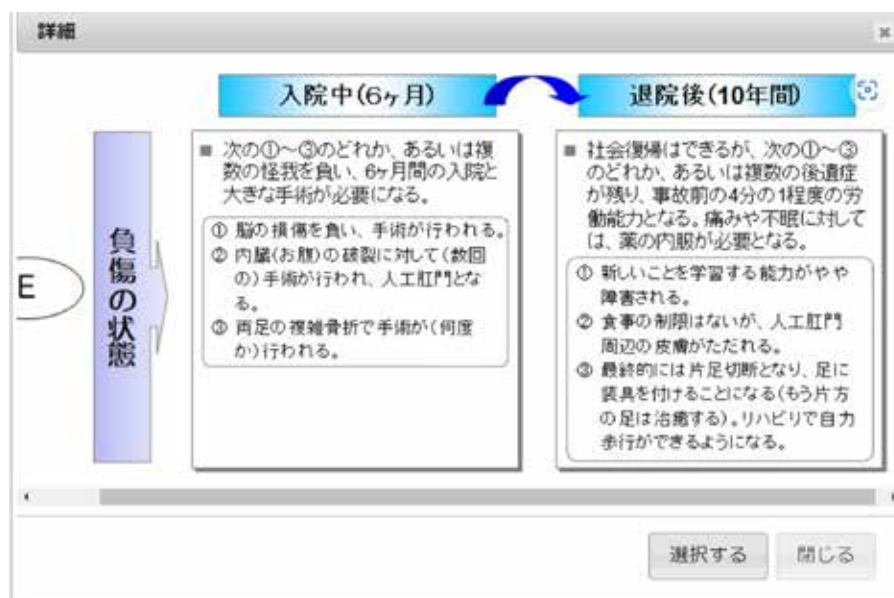 詳細
×
入院中(6ヶ月)
退院後(10年間)
E
負傷の状態
■ 次の①～③のどれか、あるいは複
数の怪我を負い、6ヶ月間の入院と
大きな手術が必要になる。
① 脳の損傷を負い、手術が行われる。
② 内臓(お腹)の破裂に対して(数回
の)手術が行われ、人工肛門とな
る。
③ 両足の複雑骨折で手術が(何度
か)行われる。
■ 社会復帰はできるが、次の①～③
のどれか、あるいは複数の後遺症
が残り、事故前の4分の1程度の労
働能力となる。痛みや不眠に対して
は、薬の内服が必要となる。
① 新しいことを学習する能力がやや
障害される。
② 食事の制限はないが、人工肛門
周辺の皮膚がただれる。
③ 最終的には片足切断となり、足に
装具を付けることになる(もう片方
の足は治癒する)。リハビリで自力
歩行ができるようになる。
選択する
閉じる